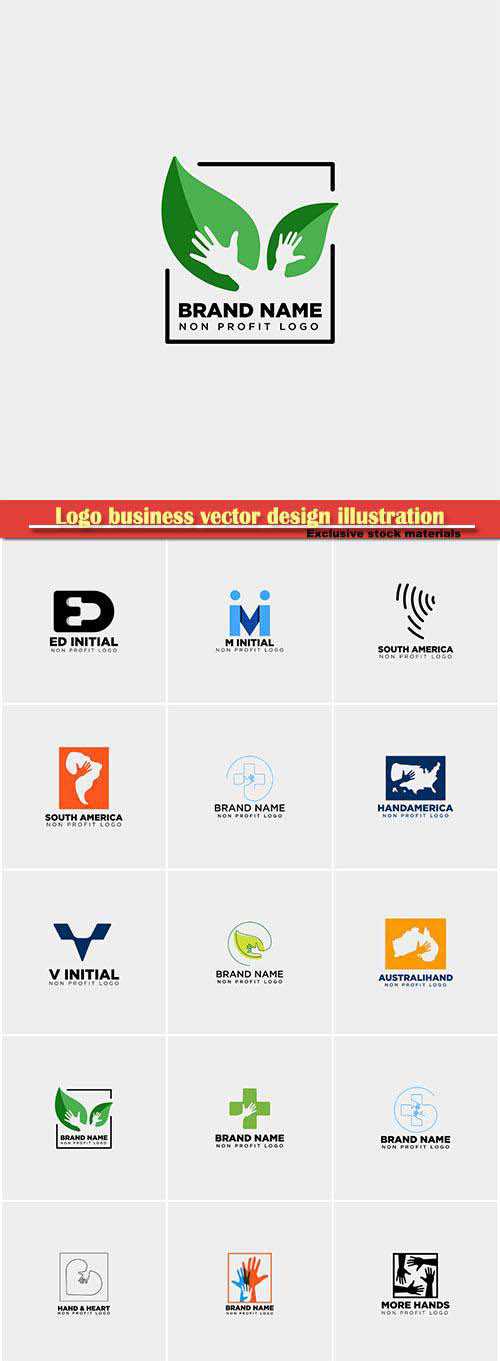 BRAND NAME
NON PROFIT LOGO
Logo business vector design illustration
Exclusive stock materials
ED INITIAL
NON PROFIT LOGO
M INITIAL
NON PROFIT LOGO
SOUTH AMERICA
NON PROFIT LOGO
SOUTH AMERICA
NON PROFIT LOGO
BRAND NAME
NON PROFIT LOGO
HANDAMERICA
NON PROFIT LOGO
V INITIAL
NON PROFIT LOGO
BRAND NAME
NON PROFIT LOGO
AUSTRALIHAND
NON PROFIT LOGO
BRAND NAME
NON PROFIT LOGO
BRAND NAME
NON PROFIT LOGO
BRAND NAME
NON PROFIT LOGO
HAND & HEART
NON PROFIT LOGO
BRAND NAME
NON PROFIT LOGO
MORE HANDS
NON PROFIT LOGO